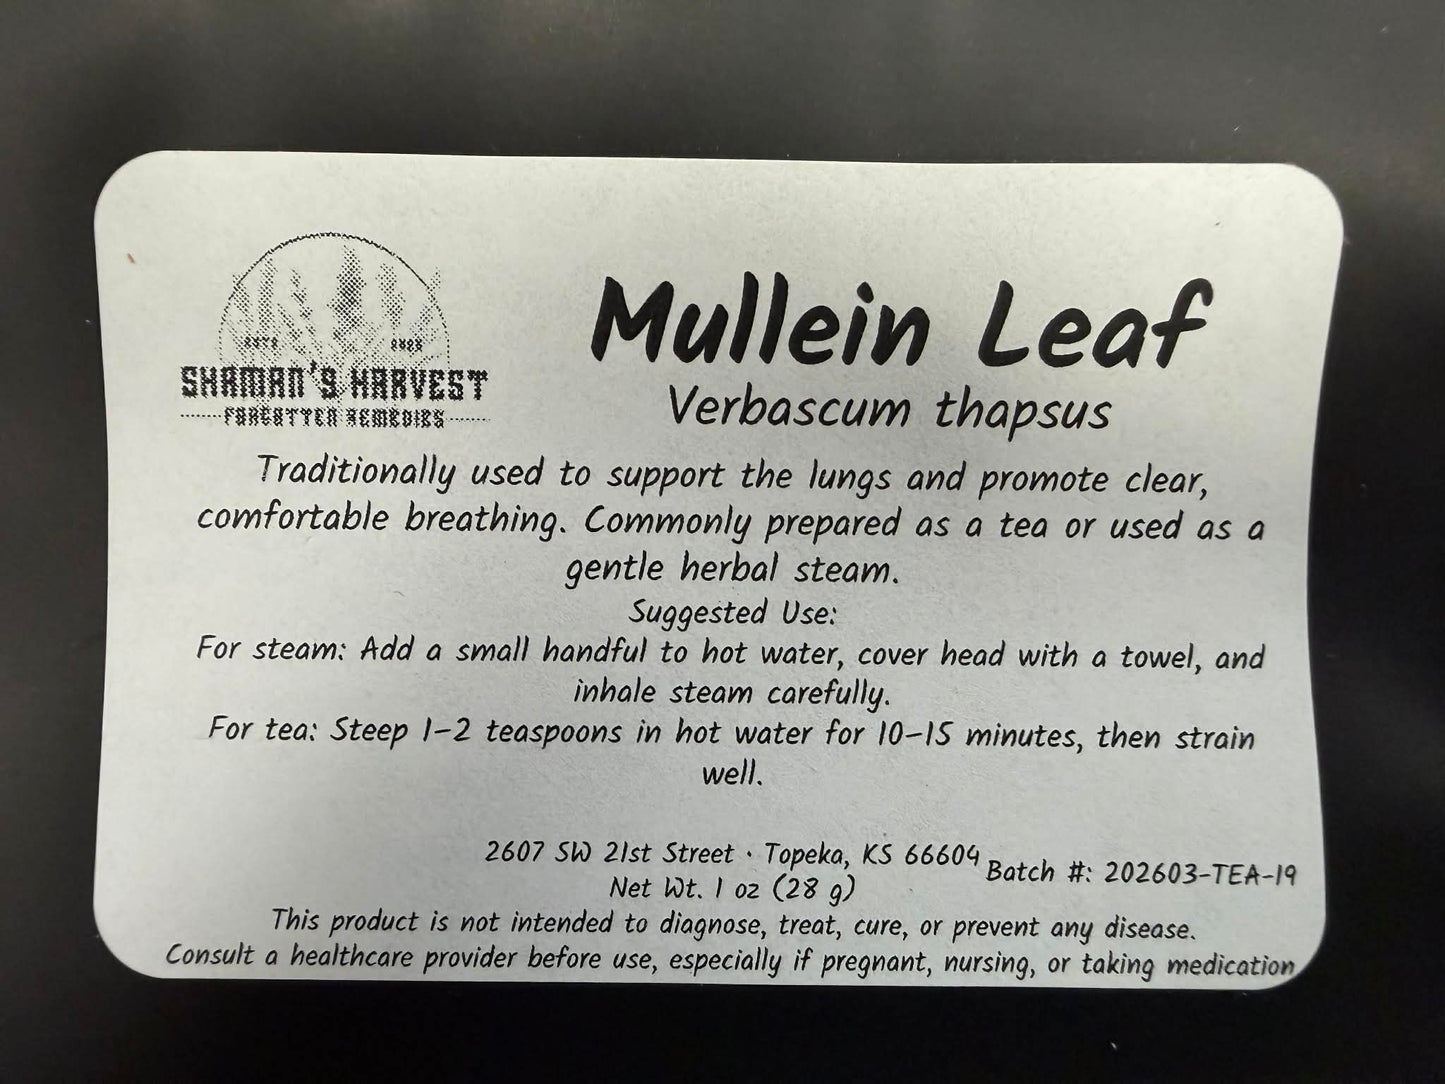 SHAMAN'S HARVEST
FORGOTTEN REMEDIES
Mullein Leaf
Verbascum thapsus
Traditionally used to support the lungs and promote clear,
comfortable breathing. Commonly prepared as a tea or used as a
gentle herbal steam.
Suggested Use:
For steam: Add a small handful to hot water, cover head with a towel, and
inhale steam carefully.
For tea: Steep 1-2 teaspoons in hot water for 10-15 minutes, then strain
well.
2607 SW 21st Street · Topeka, KS 66604
Batch #: 202603-TEA-19
Net Wt. 1 oz (28 g)
This product is not intended to diagnose, treat, cure, or prevent any disease.
Consult a healthcare provider before use, especially if pregnant, nursing, or taking medication